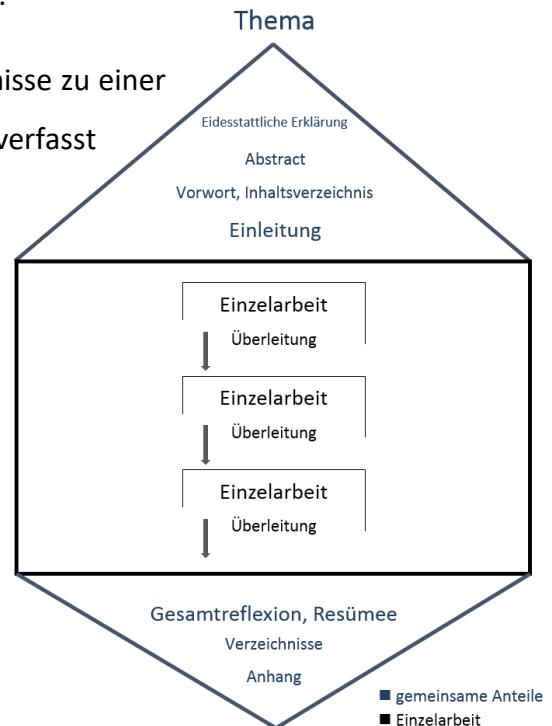 Thema
nisse zu einer
verfasst
Eidesstattliche Erklärung
Abstract
Vorwort, Inhaltsverzeichnis
Einleitung
Einzelarbeit
Überleitung
Einzelarbeit
Überleitung
Einzelarbeit
Überleitung
Gesamtreflexion, Resümee
Verzeichnisse
Anhang
gemeinsame Anteile
Einzelarbeit